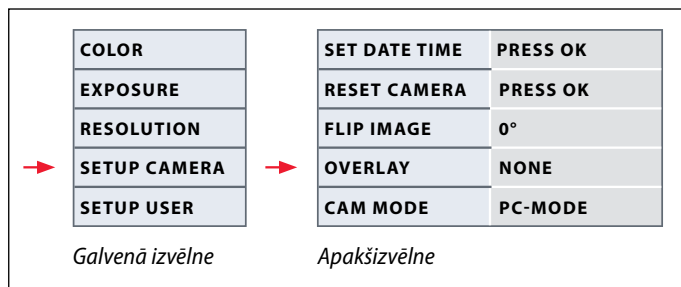 COLOR
EXPOSURE
RESOLUTION
SETUP CAMERA
SETUP USER
Galvenā izvēlne
SET DATE TIME PRESS OK
RESET CAMERA PRESS OK
FLIP IMAGE 0°
OVERLAY NONE
CAM MODE PC-MODE
Apakšizvēlne